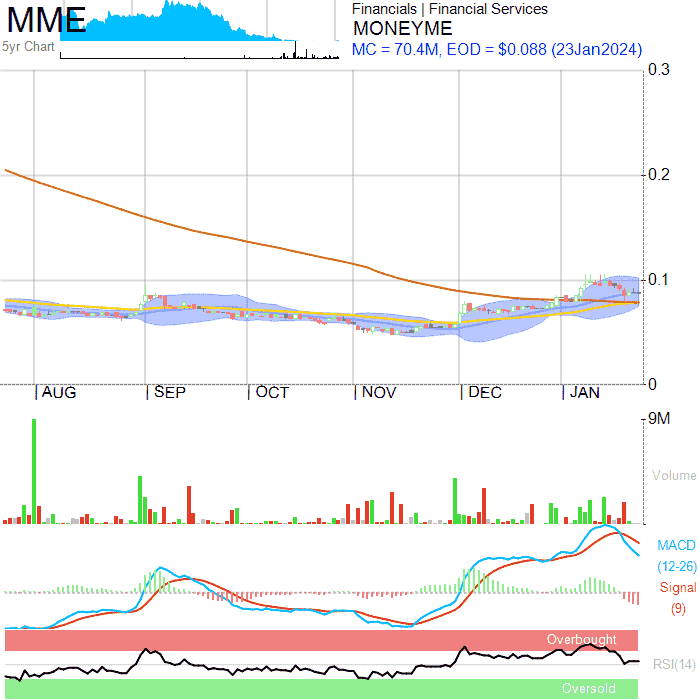 MME
5yr Chart
Financials | Financial Services
MONEYME
MC = 70.4M, EOD = $0.088 (23Jan2024)
0.3
0.2
0.1
0
AUG SEP OCT NOV DEC JAN
9M
Volume
MACD
(12-26)
Signal
(9)
Overbought
RSI(14)
Oversold